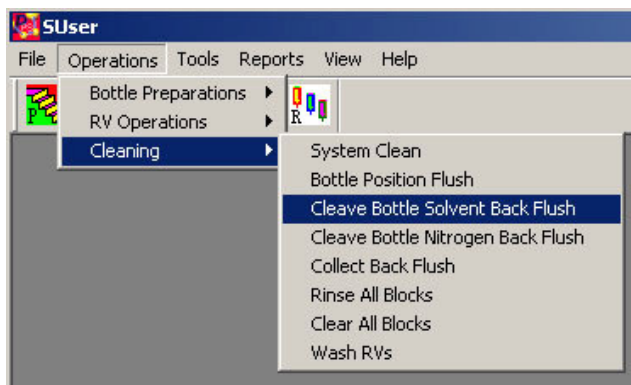 SUser
File Operations Tools Reports View Help
Bottle Preparations
RV Operations
Cleaning
R
System Clean
Bottle Position Flush
Cleave Bottle Solvent Back Flush
Cleave Bottle Nitrogen Back Flush
Collect Back Flush
Rinse All Blocks
Clear All Blocks
Wash RVs